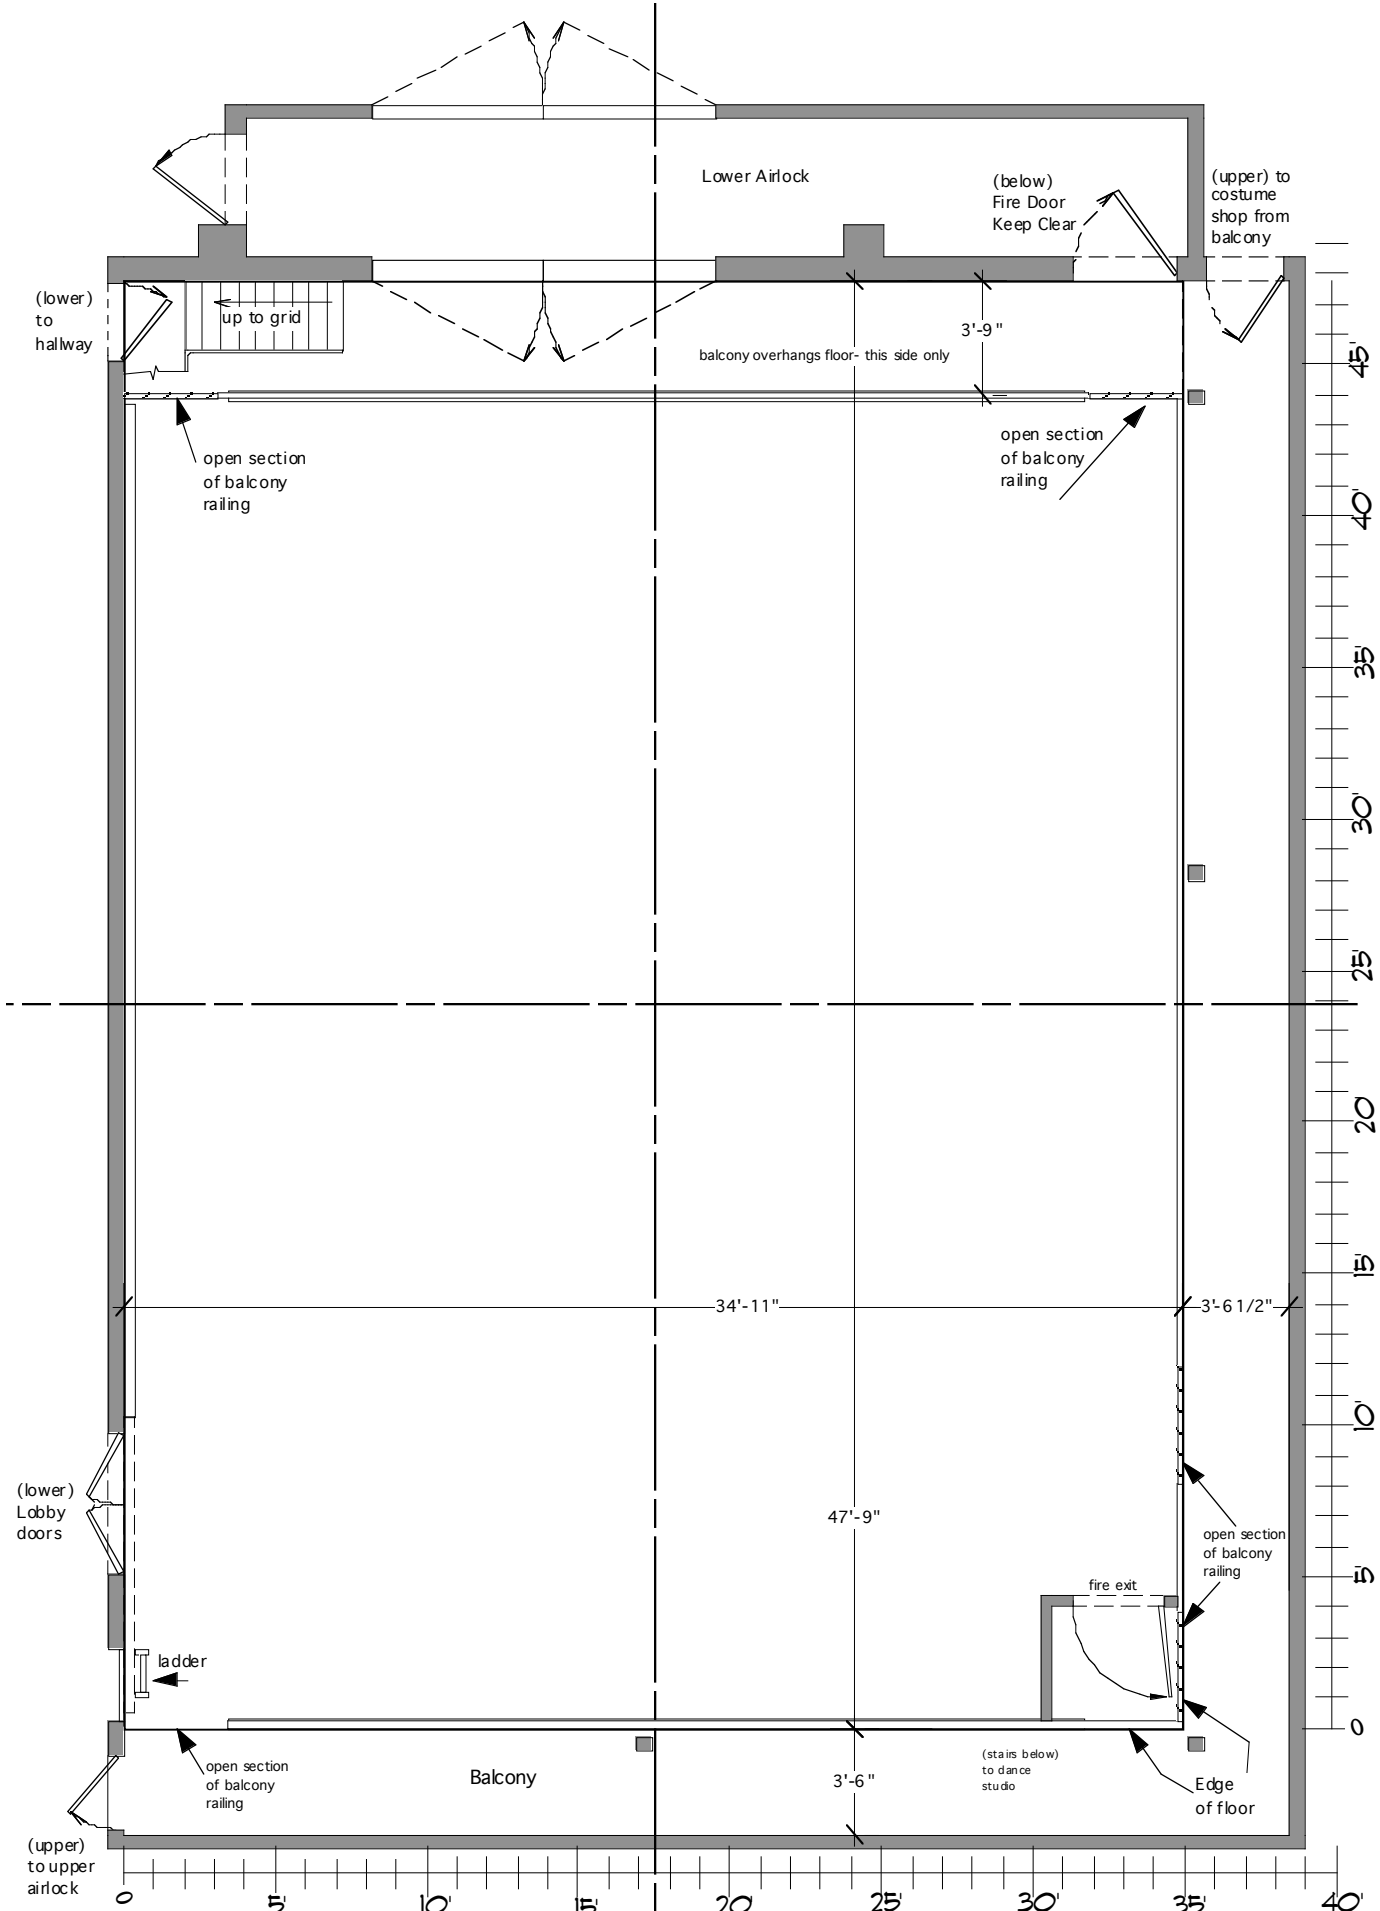 Lower Airlock
(below)
Fire Door
Keep Clear
(upper) to
costume
shop from
balcony
(lower)
to
hallway
up to grid
3'-9"
balcony overhangs floor- this side only
45'
open section
of balcony
railing
open section
of balcony
railing
40'
35'
30'
25'
20'
15'
34'-11"
3'-6 1/2"
10'
(lower)
Lobby
doors
47'-9"
open section
of balcony
railing
fire exit
5'
ladder
0
open section
of balcony
railing
Balcony
3'-6"
(stairs below)
to dance
studio
Edge
of floor
(upper)
to upper
airlock
0
5'
10'
15'
20'
25'
30'
35'
40'